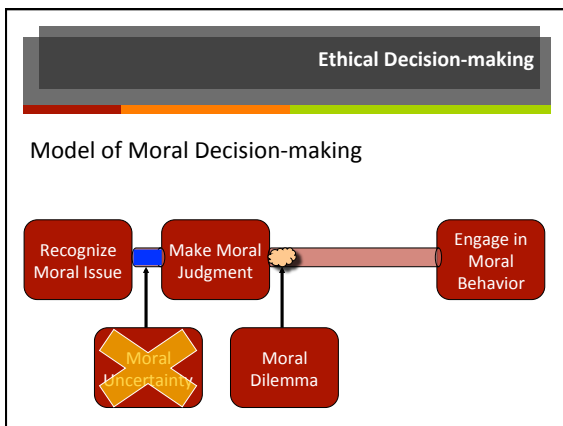 Ethical Decision-making
Model of Moral Decision-making
Recognize
Moral Issue
Make Moral
Judgment
Engage in
Moral
Behavior
Moral
Uncertainty
Moral
Dilemma